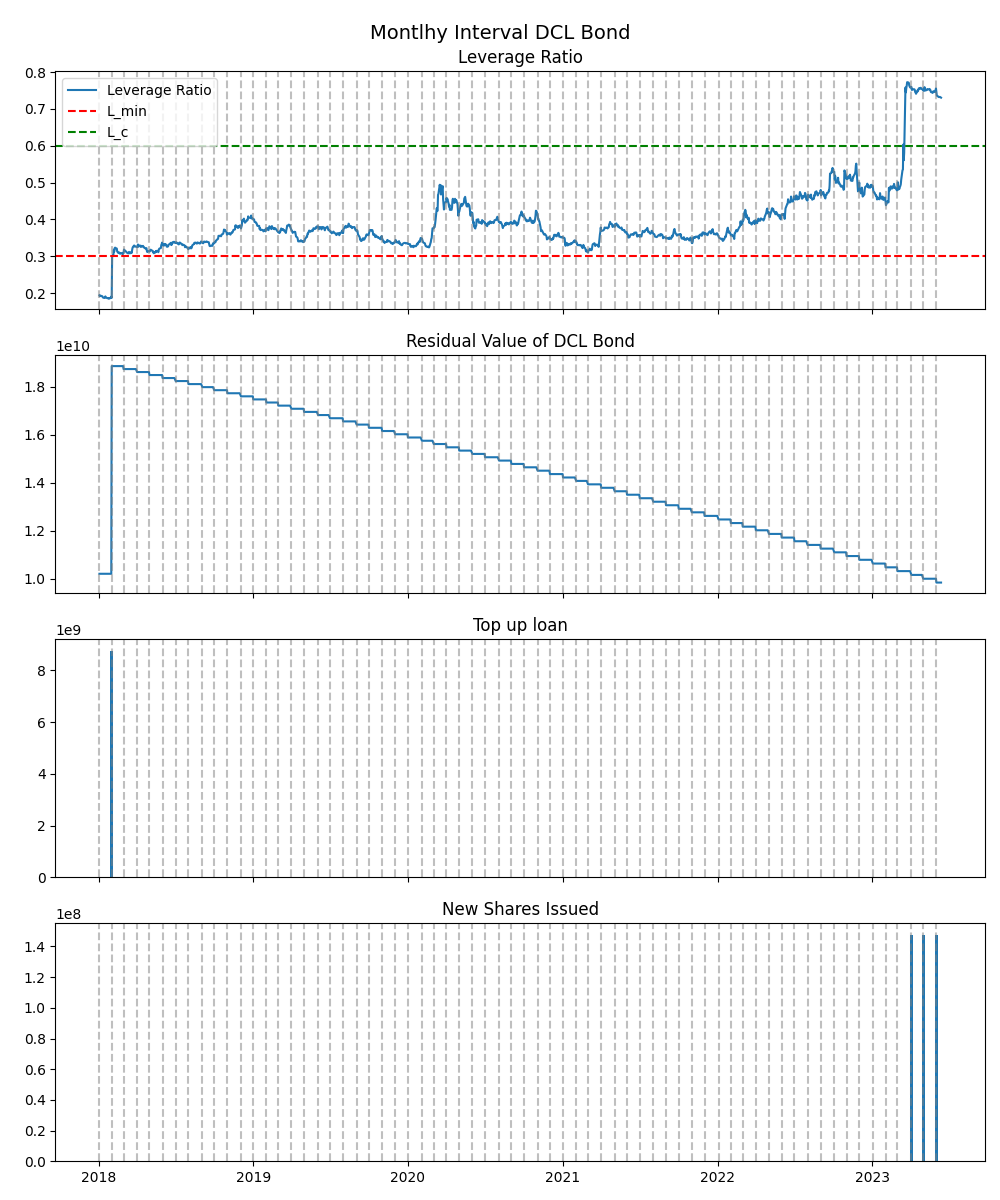 Montlhy Interval DCL Bond
Leverage Ratio
0.8
0.7
0.6
0.5
0.4
0.3
0.2
Leverage Ratio
L_min
L_c
1e10
Residual Value of DCL Bond
1.8
1.6
1.4
1.2
1.0
1e9
Top up loan
8
6
4
2
0
1e8
New Shares Issued
1.4
1.2
1.0
0.8
0.6
0.4
0.2
0.0
2018 2019 2020 2021 2022 2023